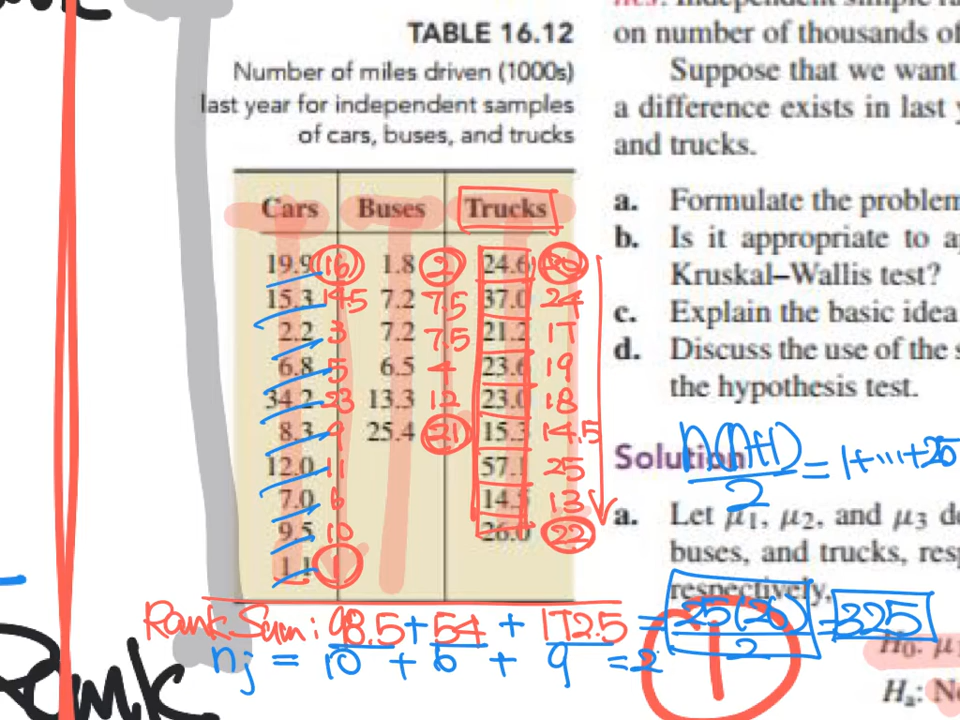 TABLE 16.12
Number of miles driven (1000s)
last year for independent samples
of cars, buses, and trucks
Cars Buses Trucks
19.9 16 1.8 2 24.6 20
15.3 14.5 7.2 7.5 37.0 24
2.2 3 7.2 7.5 21.2 17
6.8 5 6.5 4 23.6 19
34.2 23 13.3 12 23.0 18
8.3 9 25.4 21 15.3 14.5
12.0 11 57.1 25
7.0 6 14.5 13
9.5 10 26.0 22
1.1 1
Rank Sum: 98.5 + 54 + 172.5 = 25(26)/2 = 325
nj = 10 + 6 + 9 = 2
on number of thousands of
Suppose that we want
a difference exists in last
and trucks.
a. Formulate the problem
b. Is it appropriate to
Kruskal–Wallis test?
c. Explain the basic idea
d. Discuss the use of the
the hypothesis test.
Solution
n(n+1)/2 = 1+...+25
a. Let μ1, μ2, and μ3
buses, and trucks,
respectively,
H0: μ1
Ha:
Rank